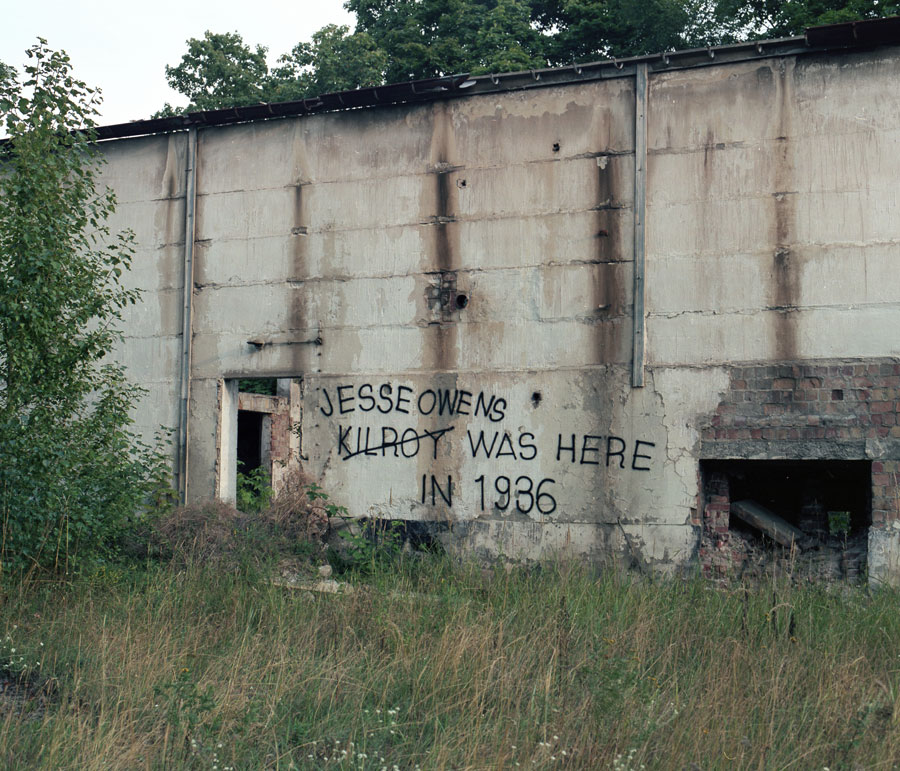 JESSE OWENS
KILROY WAS HERE
IN 1936